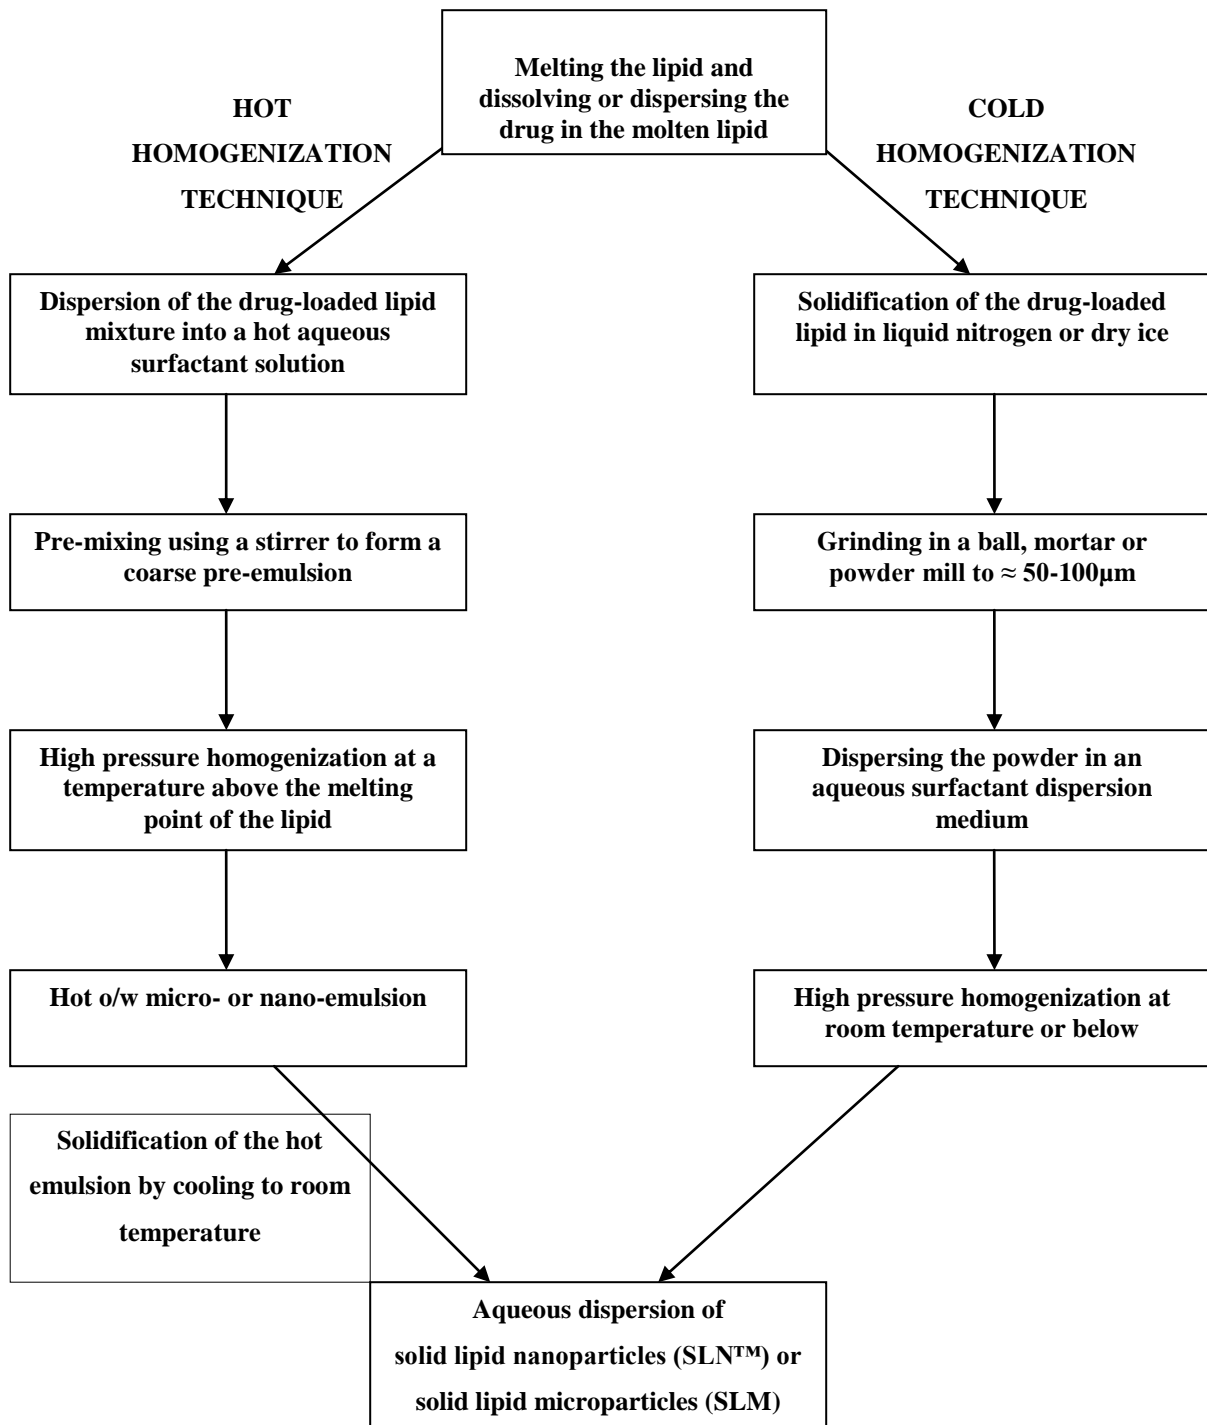 Melting the lipid and
dissolving or dispersing the
drug in the molten lipid
HOT
HOMOGENIZATION
TECHNIQUE
COLD
HOMOGENIZATION
TECHNIQUE
Dispersion of the drug-loaded lipid
mixture into a hot aqueous
surfactant solution
Solidification of the drug-loaded
lipid in liquid nitrogen or dry ice
Pre-mixing using a stirrer to form a
coarse pre-emulsion
Grinding in a ball, mortar or
powder mill to ≈ 50-100µm
High pressure homogenization at a
temperature above the melting
point of the lipid
Dispersing the powder in an
aqueous surfactant dispersion
medium
Hot o/w micro- or nano-emulsion
High pressure homogenization at
room temperature or below
Solidification of the hot
emulsion by cooling to room
temperature
Aqueous dispersion of
solid lipid nanoparticles (SLN™) or
solid lipid microparticles (SLM)